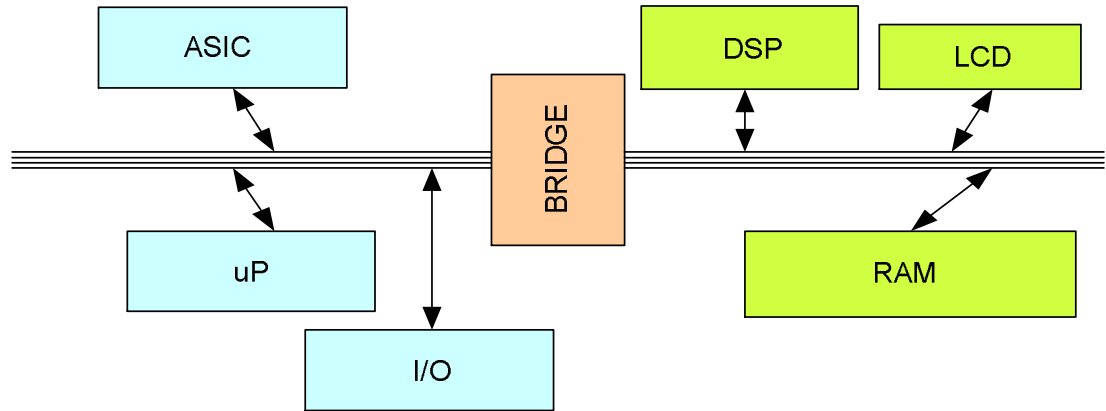 ASIC
DSP
LCD
BRIDGE
uP
RAM
I/O